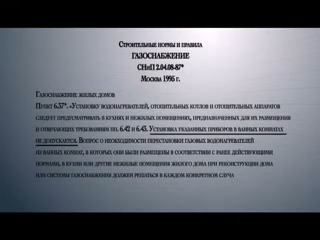 Строительные нормы и правила
ГАЗОСНАБЖЕНИЕ
СНиП 2.04.08-87*
Москва 1995 г.
Газоснабжение жилых домов
Пункт 6.37*. «Установку водонагревателей, отопительных котлов и отопительных аппаратов
следует предусматривать в кухнях и нежилых помещениях, предназначенных для их размещения
и отвечающих требованиям пп. 6.42 и 6.43. Установка указанных приборов в ванных комнатах
не допускается. Вопрос о необходимости перестановки газовых водонагревателей
из ванных комнат, в которых они были размещены в соответствии с ранее действующими
нормами, в кухни или другие нежилые помещения жилого дома при реконструкции дома
или системы газоснабжения должен решаться в каждом конкретном случа